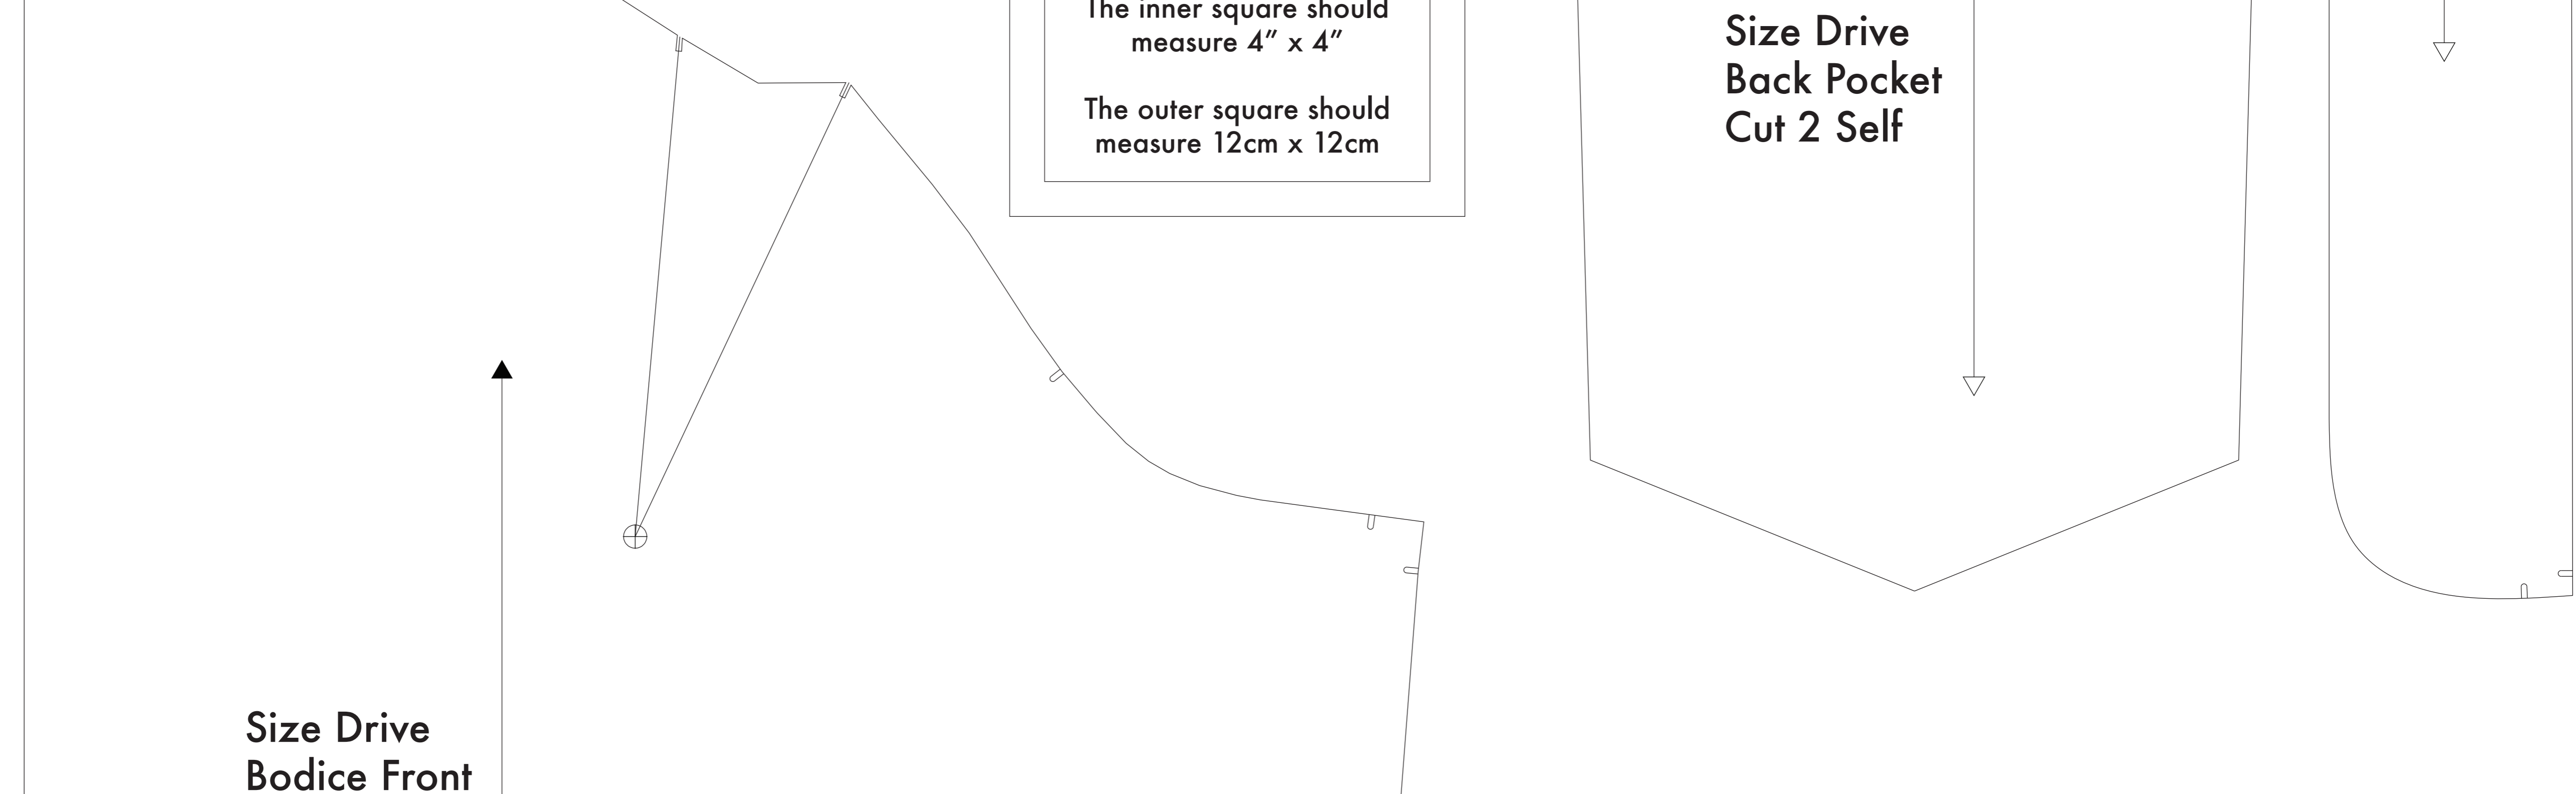 The inner square should
measure 4” x 4”
The outer square should
measure 12cm x 12cm
Size Drive
Back Pocket
Cut 2 Self
Size Drive
Bodice Front